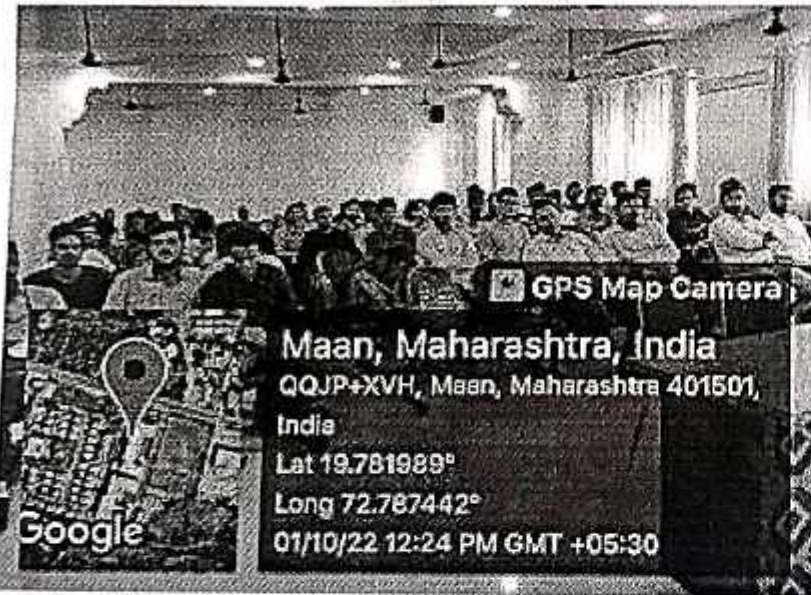 GPS Map Camera
Maan, Maharashtra, India
QQJP+XVH, Maan, Maharashtra 401501,
India
Lat 19.781989°
Long 72.787442°
01/10/22 12:24 PM GMT +05:30
Google